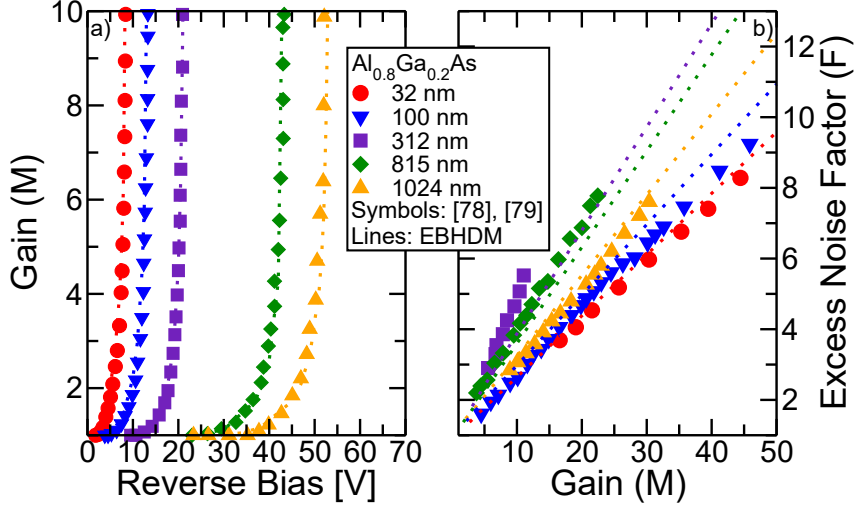 a)
10
8
6
4
2
Gain (M)
0 10 20 30 40 50 60 70
Reverse Bias [V]
Al0.8Ga0.2As
32 nm
100 nm
312 nm
815 nm
1024 nm
Symbols: [78], [79]
Lines: EBHDM
b)
12
10
8
6
4
2
Excess Noise Factor (F)
10 20 30 40 50
Gain (M)